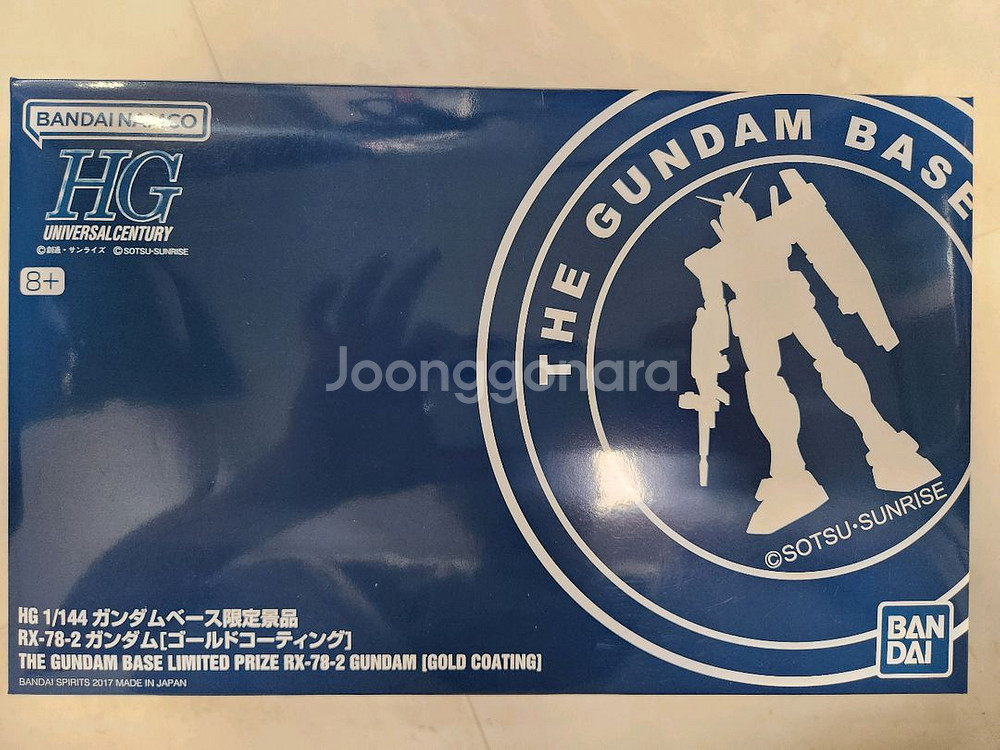 BANDAI NAMCO
HG
UNIVERSAL CENTURY
©創通・サンライズ ©SOTSU・SUNRISE
8+
THE GUNDAM BASE
©SOTSU・SUNRISE
Joonggonara
HG 1/144 ガンダムベース限定景品
RX-78-2 ガンダム[ゴールドコーティング]
THE GUNDAM BASE LIMITED PRIZE RX-78-2 GUNDAM [GOLD COATING]
BANDAI SPIRITS 2017 MADE IN JAPAN
BAN
DAI